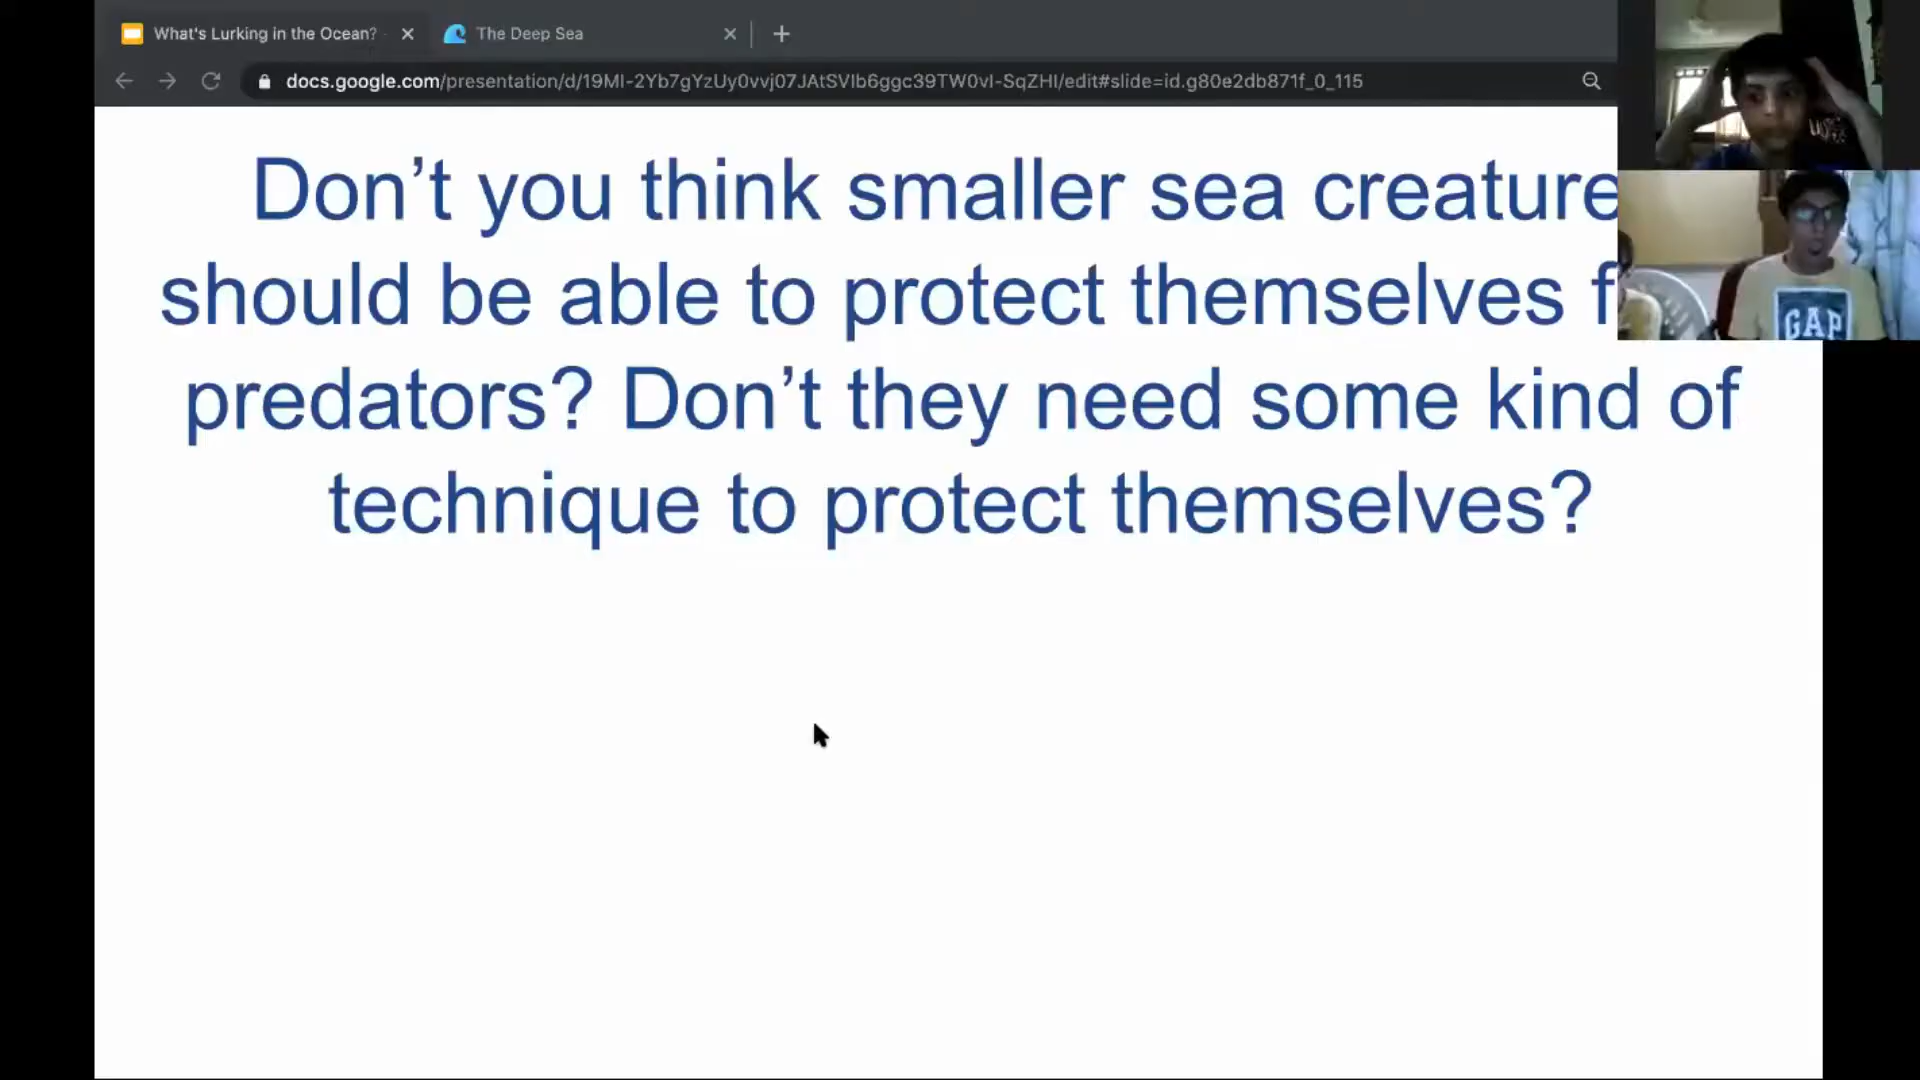 What's Lurking in the Ocean?
The Deep Sea
docs.google.com/presentation/d/19MI-2Yb7gYzUy0vvj07JAtSVIb6ggc39TW0vI-SqZHI/edit#slide=id.g80e2db871f_0_115
Don’t you think smaller sea creature
should be able to protect themselves f
predators? Don’t they need some kind of
technique to protect themselves?
GAP